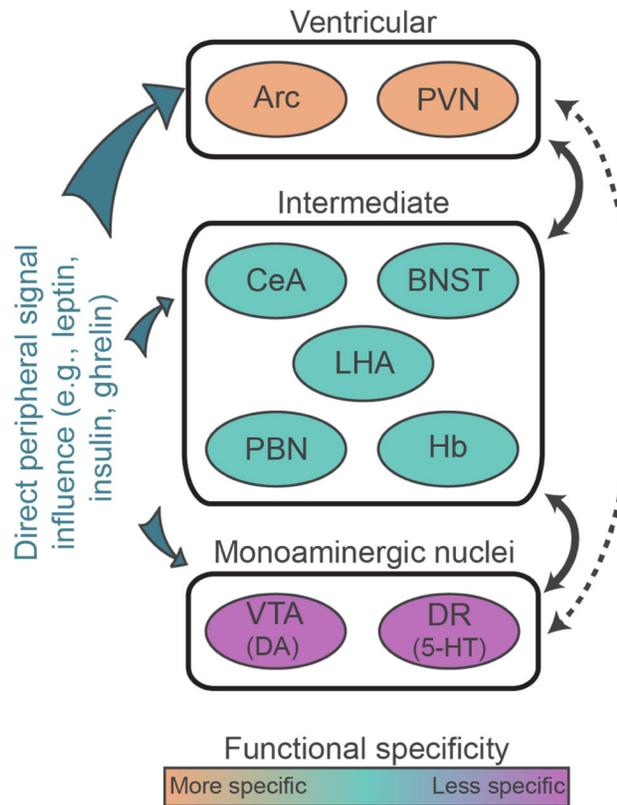 Ventricular
Arc
PVN
Intermediate
CeA
BNST
LHA
PBN
Hb
Direct peripheral signal
influence (e.g., leptin,
insulin, ghrelin)
Monoaminergic nuclei
VTA
(DA)
DR
(5-HT)
Functional specificity
More specific
Less specific